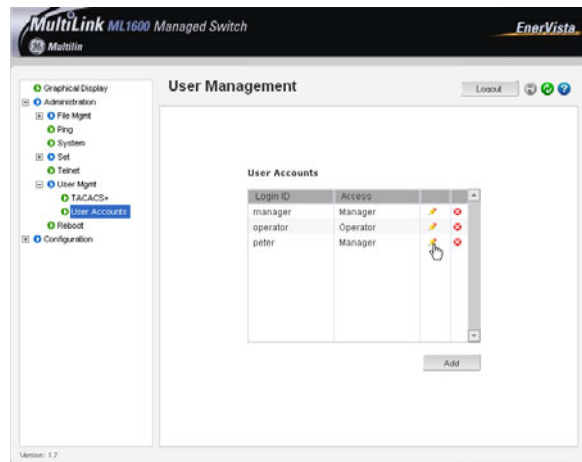 MultiLink ML1600 Managed Switch
EnerVista
Multilin
Graphical Display
Administration
File Mgmt
Ping
System
Set
Telnet
User Mgmt
TACACS+
User Accounts
Reboot
Configuration
User Management
Logout
User Accounts
Login ID Access
manager Manager
operator Operator
peter Manager
Add
Version: 1.7